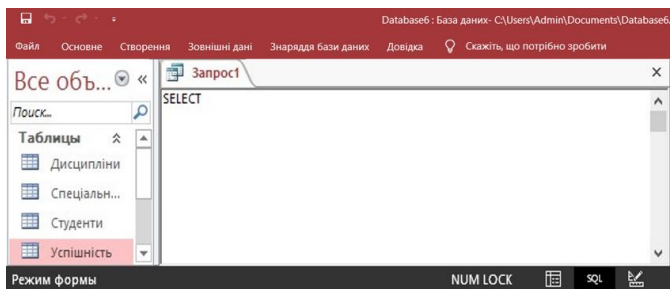 Database6 : База даних- C:\Users\Admin\Documents\Database6.
Файл Основне Створення Зовнішні дані Знаряддя бази даних Довідка Скажіть, що потрібно зробити
Все объ... «
Запрос1
Поиск...
SELECT
Таблицы
Дисципліни
Спеціальн...
Студенти
Успішність
Режим формы NUM LOCK SQL